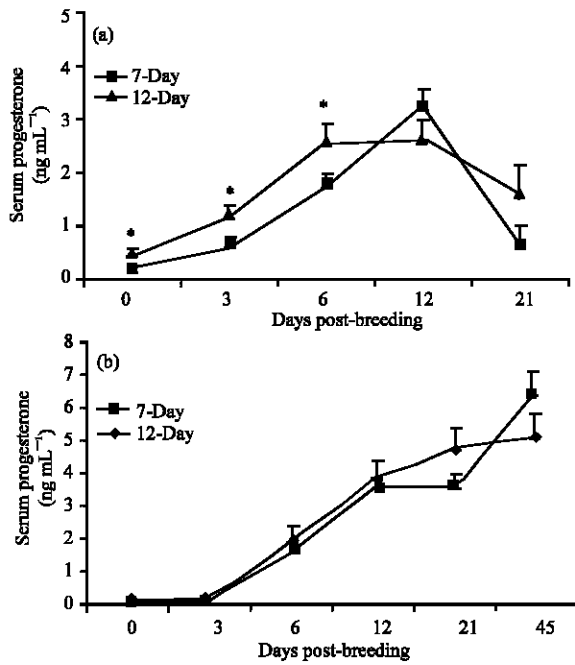 (a)
7-Day
12-Day
Serum progesterone
(ng mL⁻¹)
5
4
3
2
1
0
*
*
*
0 3 6 12 21
Days post-breeding
(b)
7-Day
12-Day
Serum progesterone
(ng mL⁻¹)
8
7
6
5
4
3
2
1
0
0 3 6 12 21 45
Days post-breeding